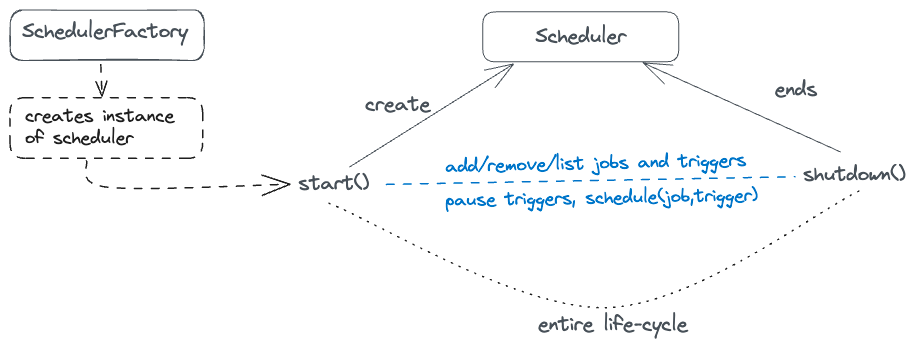 SchedulerFactory
Scheduler
creates instance
of scheduler
create
ends
start()
add/remove/list jobs and triggers
pause triggers, schedule(job,trigger)
shutdown()
entire life-cycle